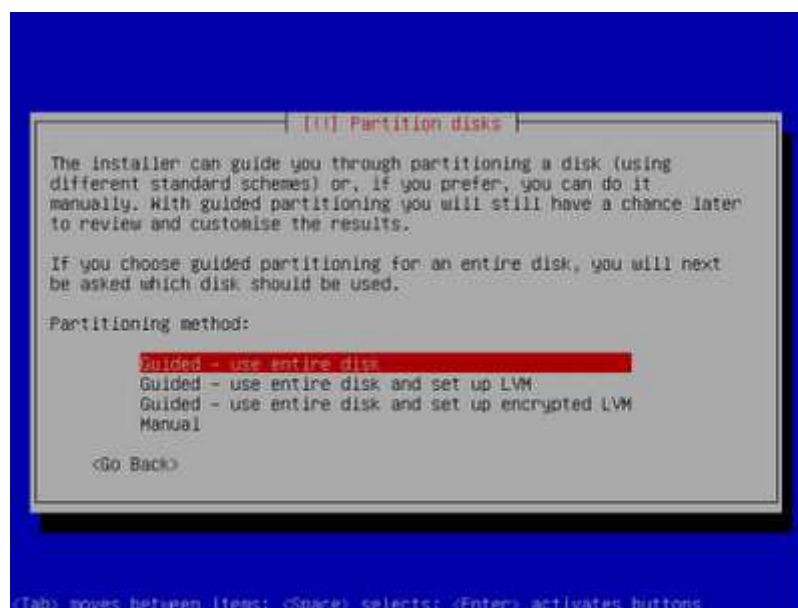 [!!] Partition disks
The installer can guide you through partitioning a disk (using
different standard schemes) or, if you prefer, you can do it
manually. With guided partitioning you will still have a chance later
to review and customise the results.
If you choose guided partitioning for an entire disk, you will next
be asked which disk should be used.
Partitioning method:
Guided - use entire disk
Guided - use entire disk and set up LVM
Guided - use entire disk and set up encrypted LVM
Manual
<Go Back>
<Tab> moves between items; <Space> selects; <Enter> activates buttons